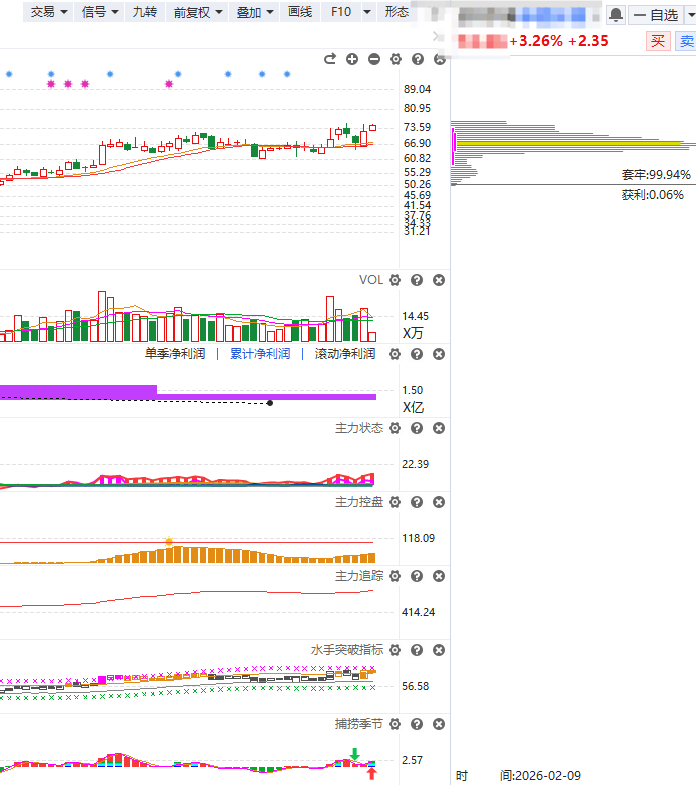 交易 信号 九转 前复权 叠加 画线 F10 形态 一自选
+3.26% +2.35 买 卖
89.04
80.95
73.59
66.90
60.82
55.29
50.26
45.69
41.54
37.76
34.33
31.21
套牢:99.94%
获利:0.06%
VOL
14.45
X万
单季净利润 | 累计净利润 | 滚动净利润
1.50
X亿
主力状态
22.39
主力控盘
118.09
主力追踪
414.24
水手突破指标
56.58
捕捞季节
2.57
时 间:2026-02-09